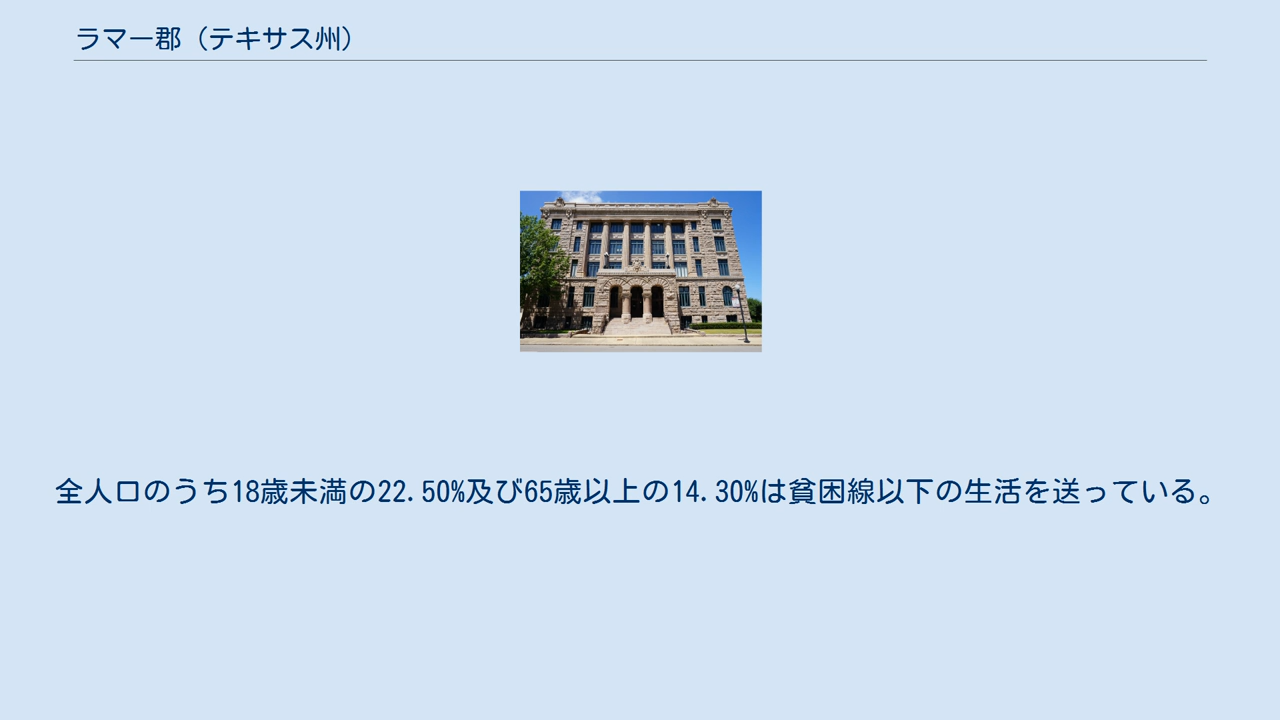 ラマー郡（テキサス州）
全人口のうち18歳未満の22.50%及び65歳以上の14.30%は貧困線以下の生活を送っている。